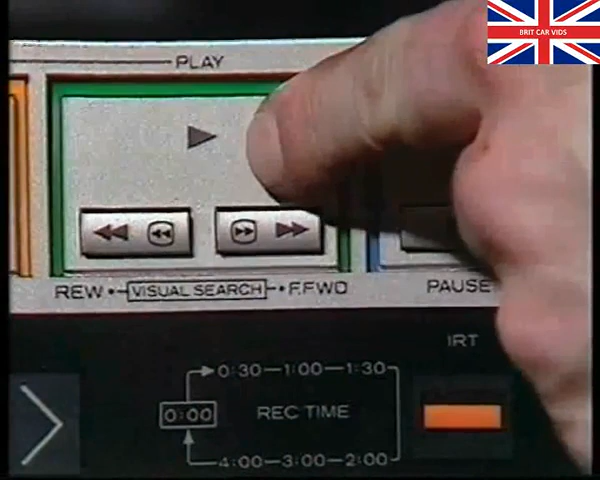 BRIT CAR VIDS
PLAY
REW • VISUAL SEARCH • F.FWD
PAUSE
IRT
0:30—1:00—1:30
0:00 REC TIME
4:00—3:00—2:00